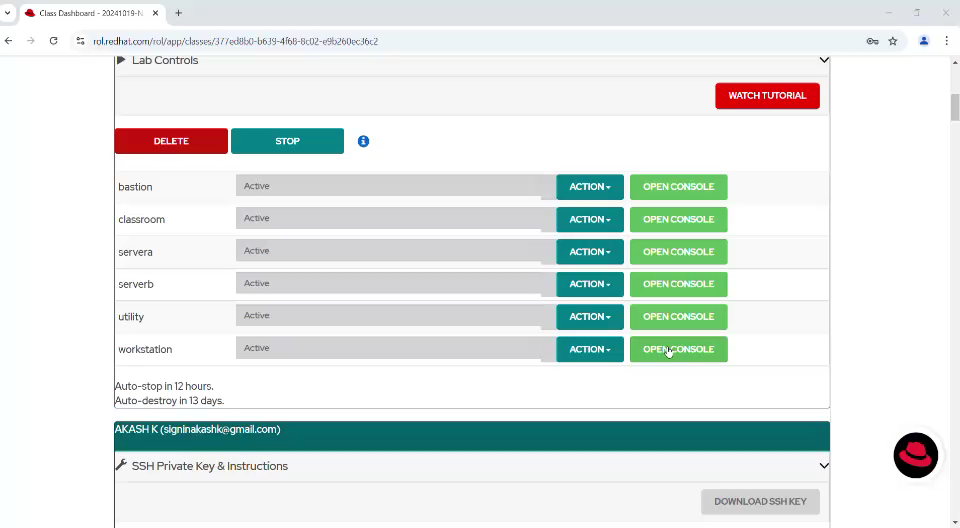 Class Dashboard - 20241019-N
rol.redhat.com/rol/app/classes/377ed8b0-b639-4f68-8c02-e9b260ec36c2
Lab Controls
WATCH TUTORIAL
DELETE STOP
bastion Active ACTION OPEN CONSOLE
classroom Active ACTION OPEN CONSOLE
servera Active ACTION OPEN CONSOLE
serverb Active ACTION OPEN CONSOLE
utility Active ACTION OPEN CONSOLE
workstation Active ACTION OPEN CONSOLE
Auto-stop in 12 hours.
Auto-destroy in 13 days.
AKASH K (signinakashk@gmail.com)
SSH Private Key & Instructions
DOWNLOAD SSH KEY